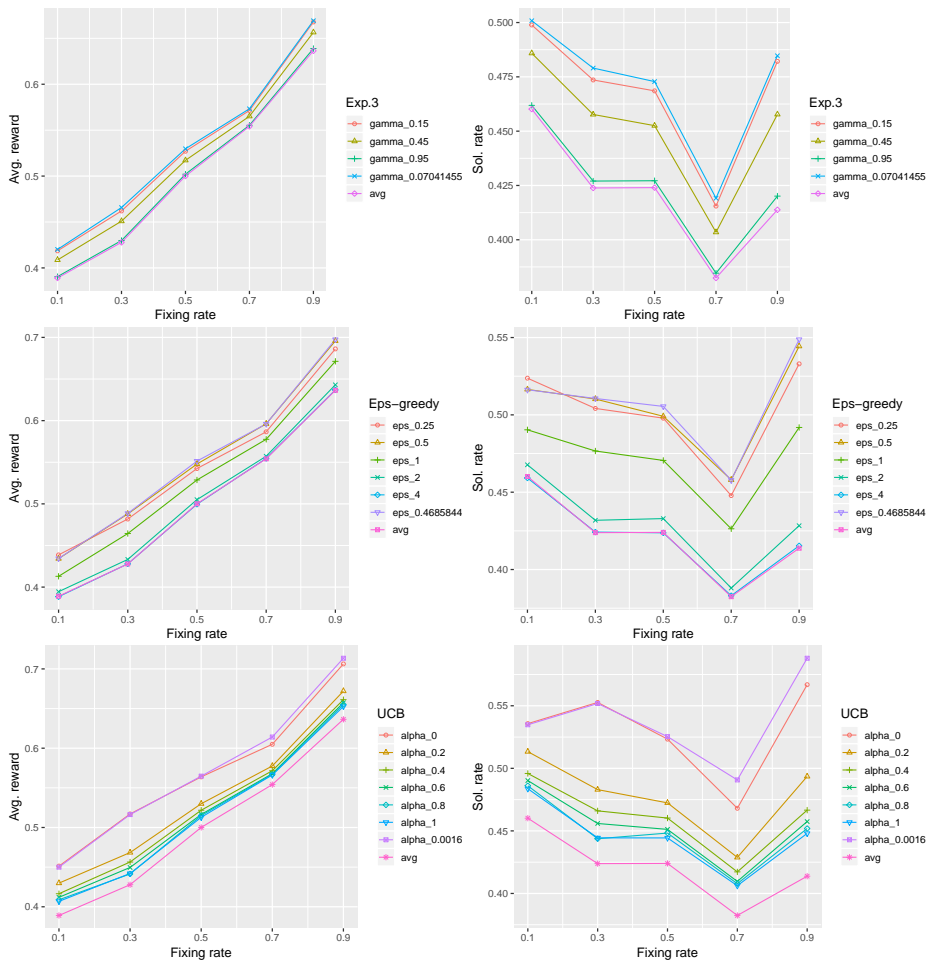 0.6
0.5
0.4
Avg. reward
0.1 0.3 0.5 0.7 0.9
Fixing rate
Exp.3
gamma_0.15
gamma_0.45
gamma_0.95
gamma_0.07041455
avg
0.500
0.475
0.450
0.425
0.400
Sol. rate
0.1 0.3 0.5 0.7 0.9
Fixing rate
Exp.3
gamma_0.15
gamma_0.45
gamma_0.95
gamma_0.07041455
avg
0.7
0.6
0.5
0.4
Avg. reward
0.1 0.3 0.5 0.7 0.9
Fixing rate
Eps−greedy
eps_0.25
eps_0.5
eps_1
eps_2
eps_4
eps_0.4685844
avg
0.55
0.50
0.45
0.40
Sol. rate
0.1 0.3 0.5 0.7 0.9
Fixing rate
Eps−greedy
eps_0.25
eps_0.5
eps_1
eps_2
eps_4
eps_0.4685844
avg
0.7
0.6
0.5
0.4
Avg. reward
0.1 0.3 0.5 0.7 0.9
Fixing rate
UCB
alpha_0
alpha_0.2
alpha_0.4
alpha_0.6
alpha_0.8
alpha_1
alpha_0.0016
avg
0.55
0.50
0.45
0.40
Sol. rate
0.1 0.3 0.5 0.7 0.9
Fixing rate
UCB
alpha_0
alpha_0.2
alpha_0.4
alpha_0.6
alpha_0.8
alpha_1
alpha_0.0016
avg